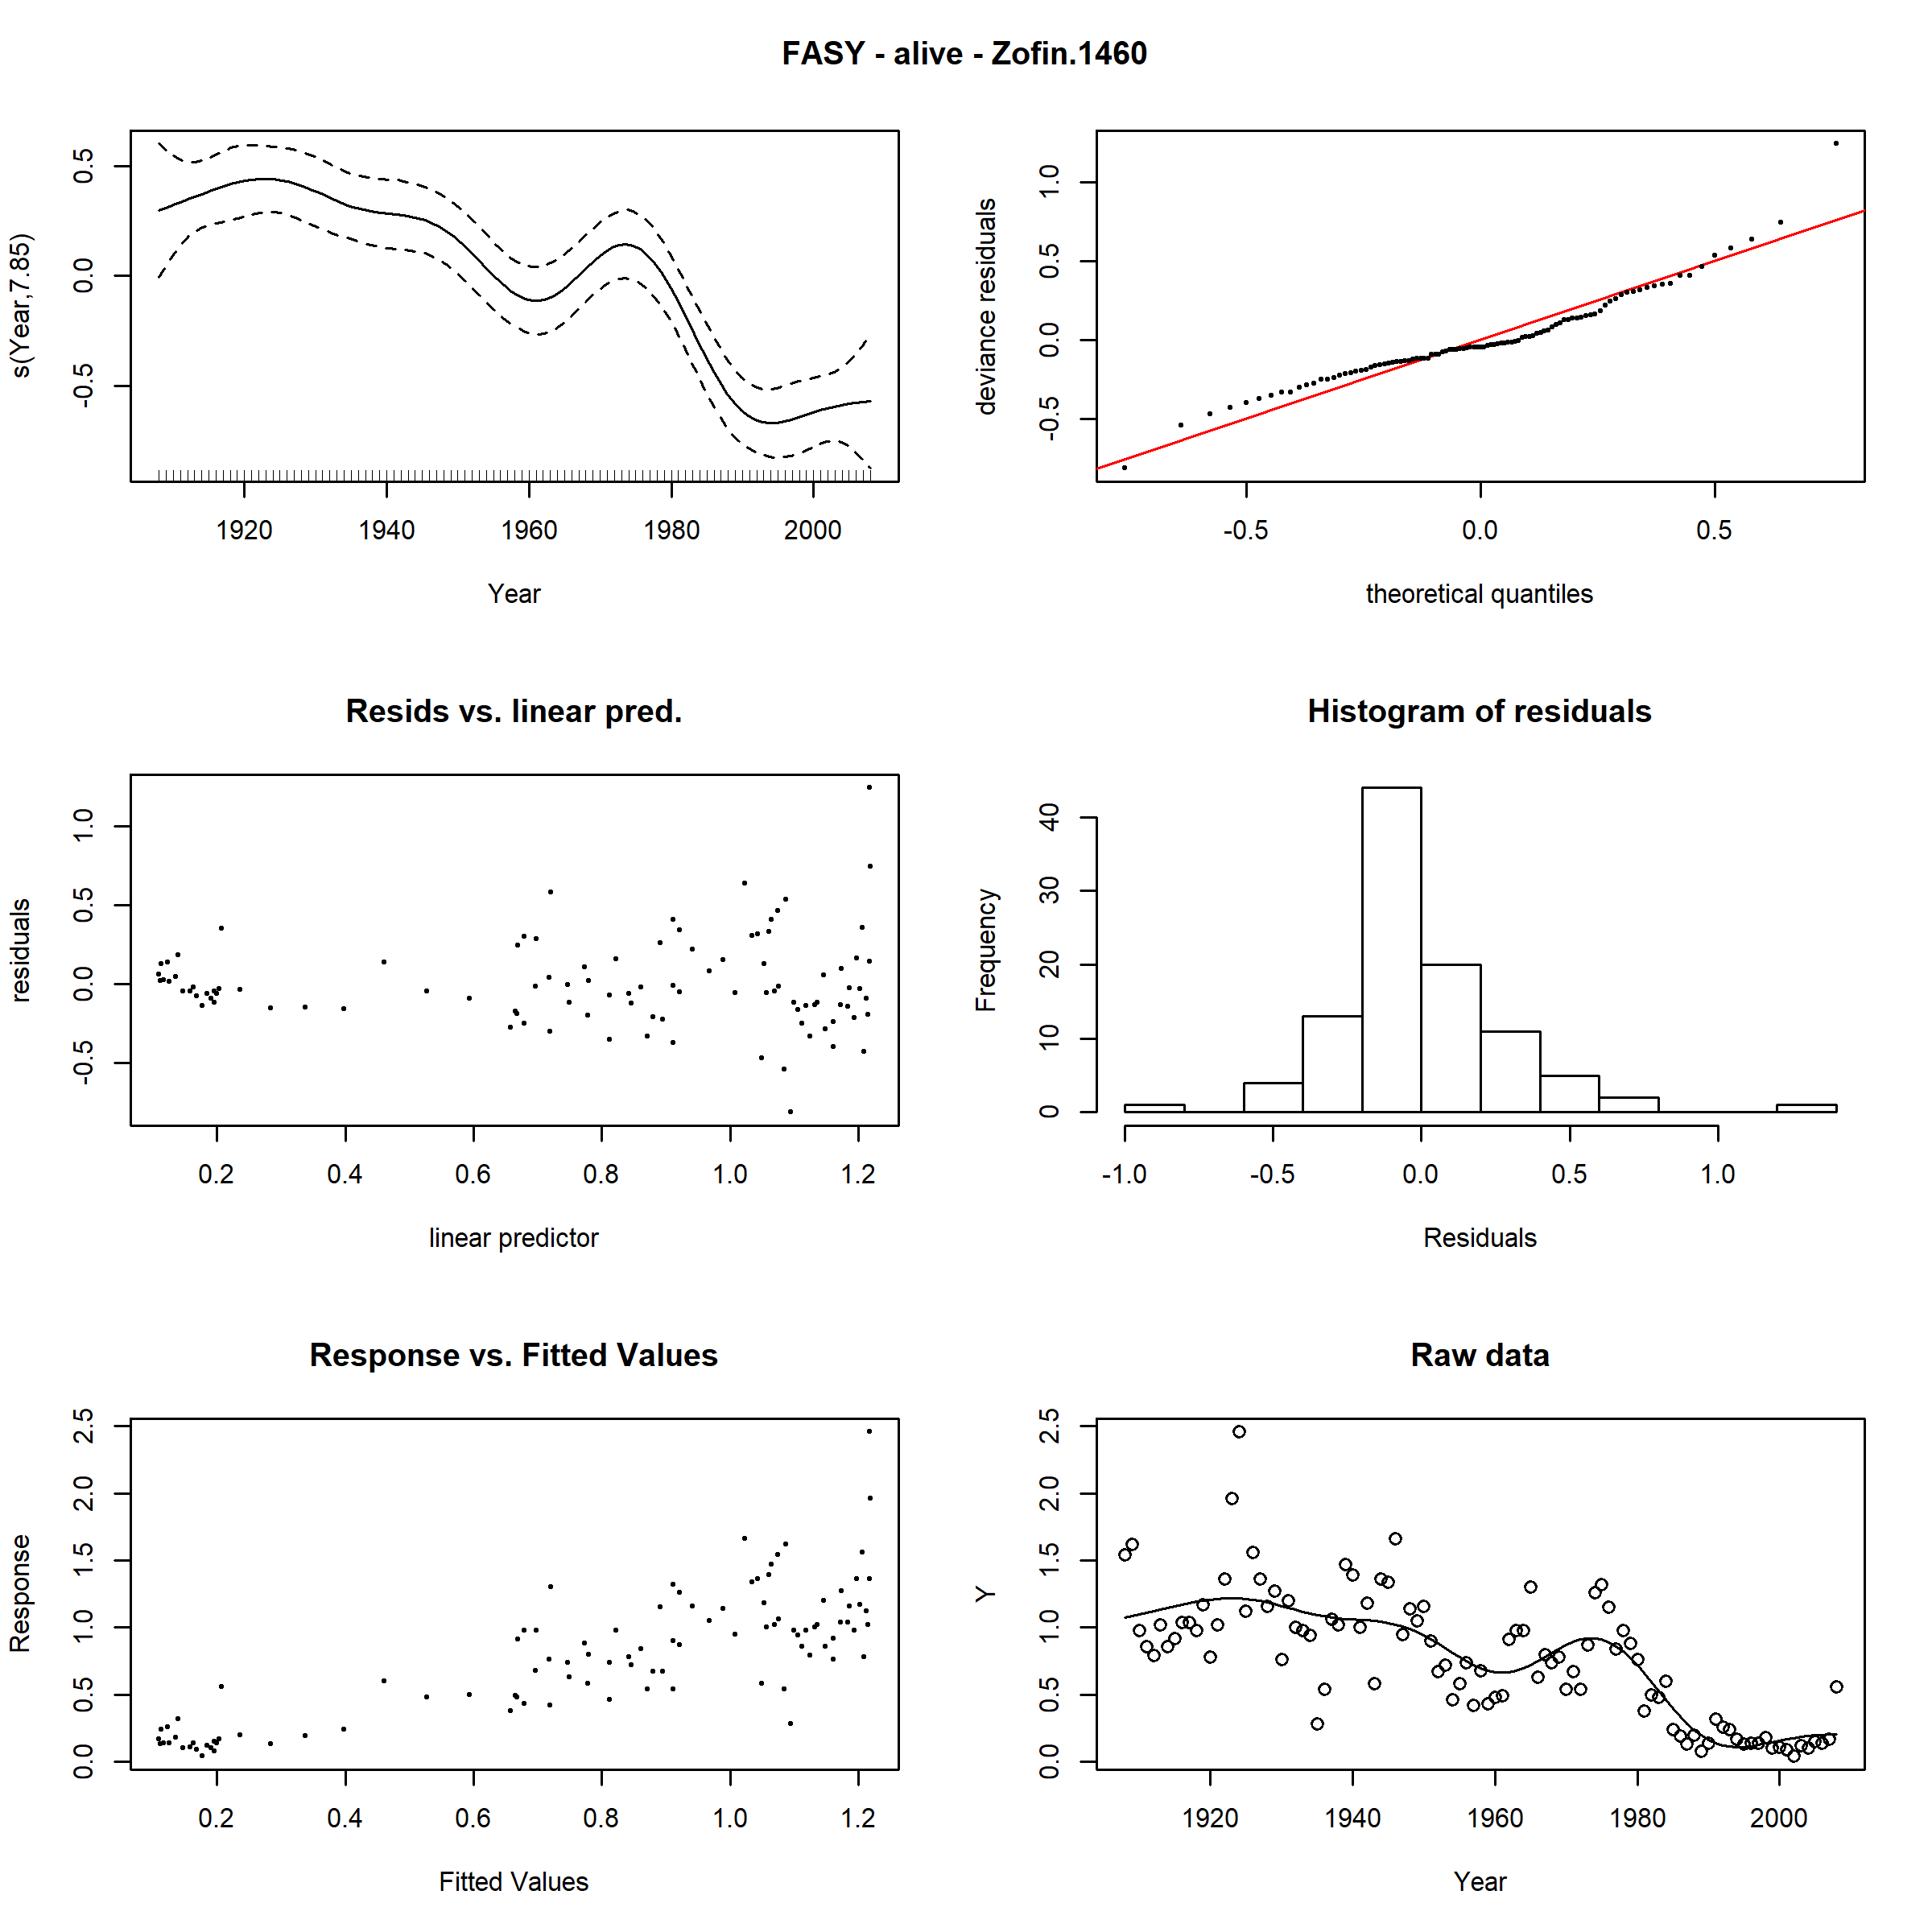 FASY - alive - Zofin.1460
s(Year,7.85)
0.5
0.0
-0.5
1920 1940 1960 1980 2000
Year
deviance residuals
1.0
0.5
0.0
-0.5
-0.5 0.0 0.5
theoretical quantiles
Resids vs. linear pred.
residuals
1.0
0.5
0.0
-0.5
0.2 0.4 0.6 0.8 1.0 1.2
linear predictor
Histogram of residuals
Frequency
40
30
20
10
0
-1.0 -0.5 0.0 0.5 1.0
Residuals
Response vs. Fitted Values
Response
2.5
2.0
1.5
1.0
0.5
0.0
0.2 0.4 0.6 0.8 1.0 1.2
Fitted Values
Raw data
Y
2.5
2.0
1.5
1.0
0.5
0.0
1920 1940 1960 1980 2000
Year